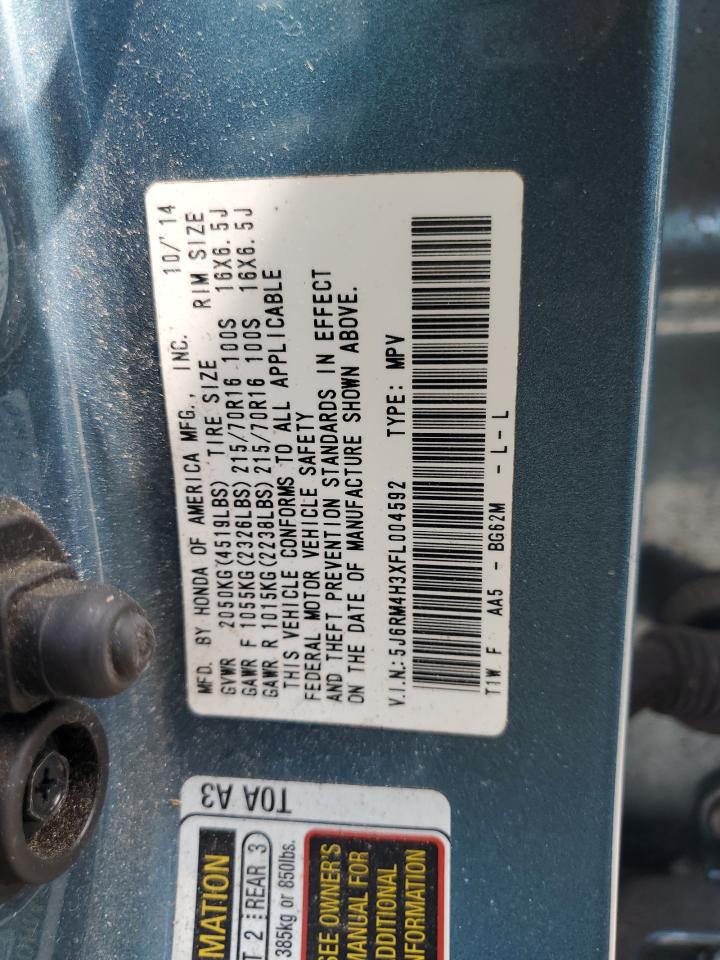 MFD. BY HONDA OF AMERICA MFG., INC. 10/'14
GVWR 2050KG(4519LBS) TIRE SIZE RIM SIZE
GAWR F 1055KG(2326LBS)215/70R16 100S 16X6.5J
GAWR R 1015KG(2238LBS)215/70R16 100S 16X6.5J
THIS VEHICLE CONFORMS TO ALL APPLICABLE
FEDERAL MOTOR VEHICLE SAFETY
AND THEFT PREVENTION STANDARDS IN EFFECT
ON THE DATE OF MANUFACTURE SHOWN ABOVE.
V.I.N.:5J6RM4H3XFL004592 TYPE: MPV
T1W F AA5 - BG62M - L-L
T0A A3
2 REAR 3
385kg or 850lbs.
SEE OWNER'S
MANUAL FOR
ADDITIONAL
INFORMATION